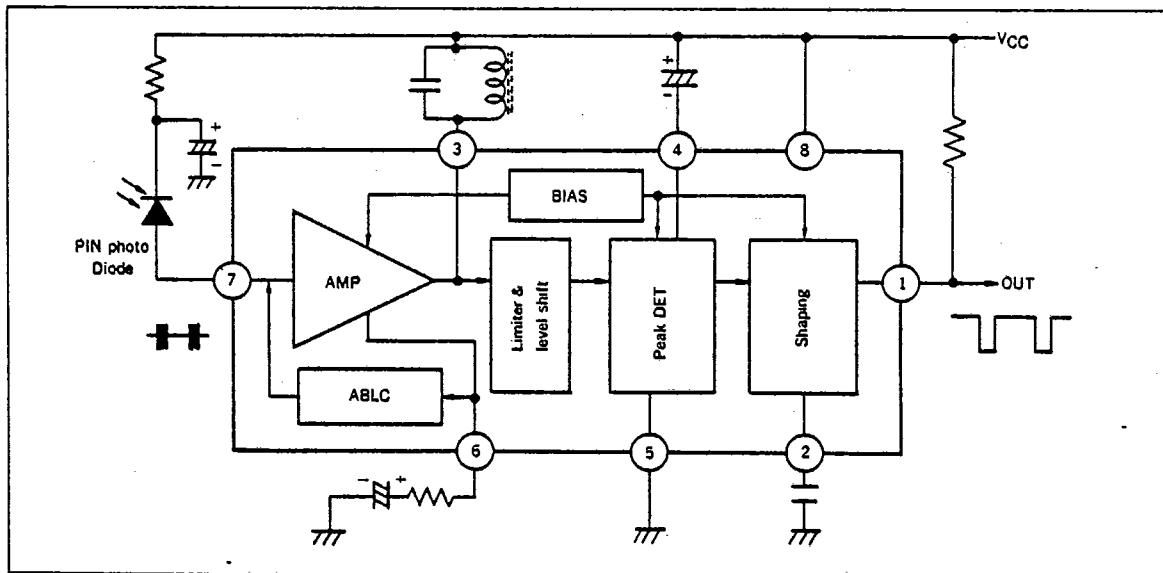 +
VCC
+
-
+
-
3
4
8
BIAS
PIN photo
Diode
7
AMP
Limiter &
level shift
Peak DET
Shaping
1
OUT
ABLC
6
5
2
-
+